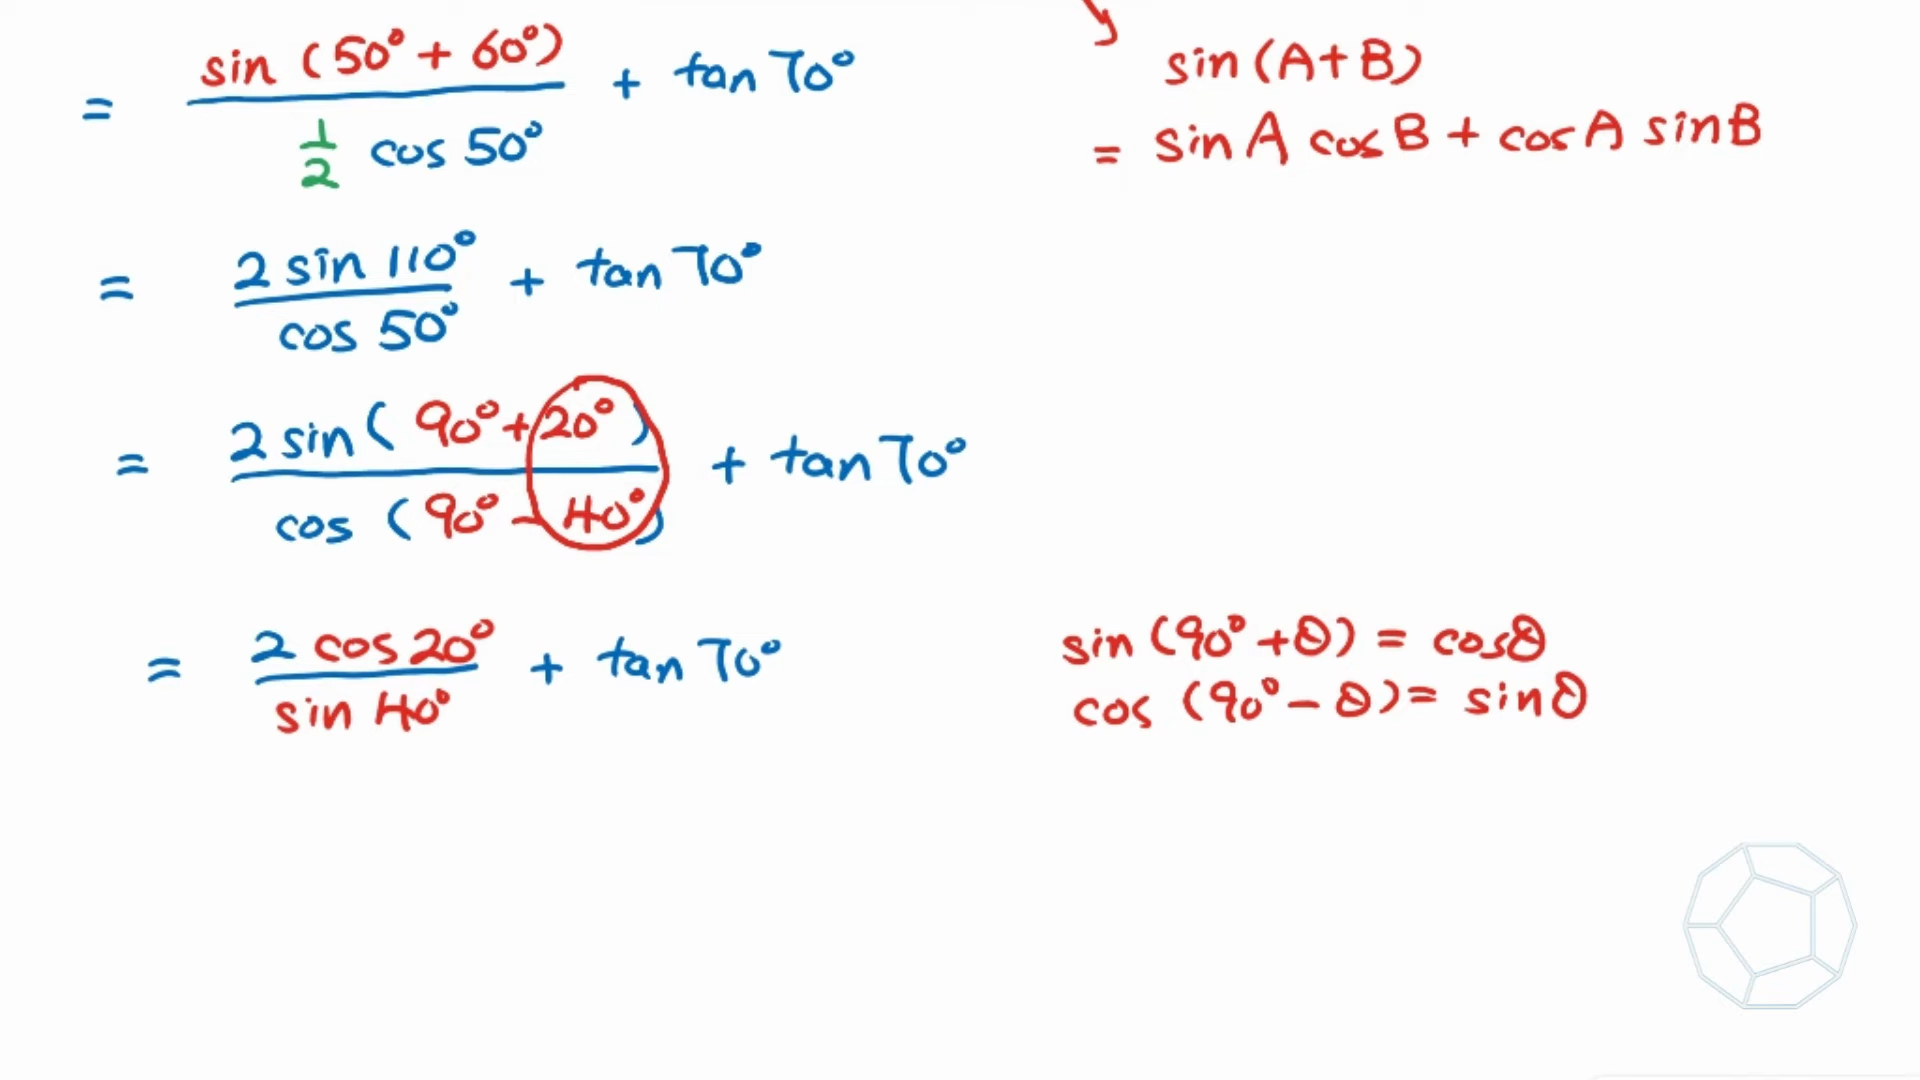 = sin (50° + 60°) / 1/2 cos 50° + tan 70°
sin (A+B)
= sin A cos B + cos A sin B
= 2 sin 110° / cos 50° + tan 70°
= 2 sin ( 90° + 20° ) / cos ( 90° - 40° ) + tan 70°
= 2 cos 20° / sin 40° + tan 70°
sin (90° + θ) = cos θ
cos (90° - θ) = sin θ